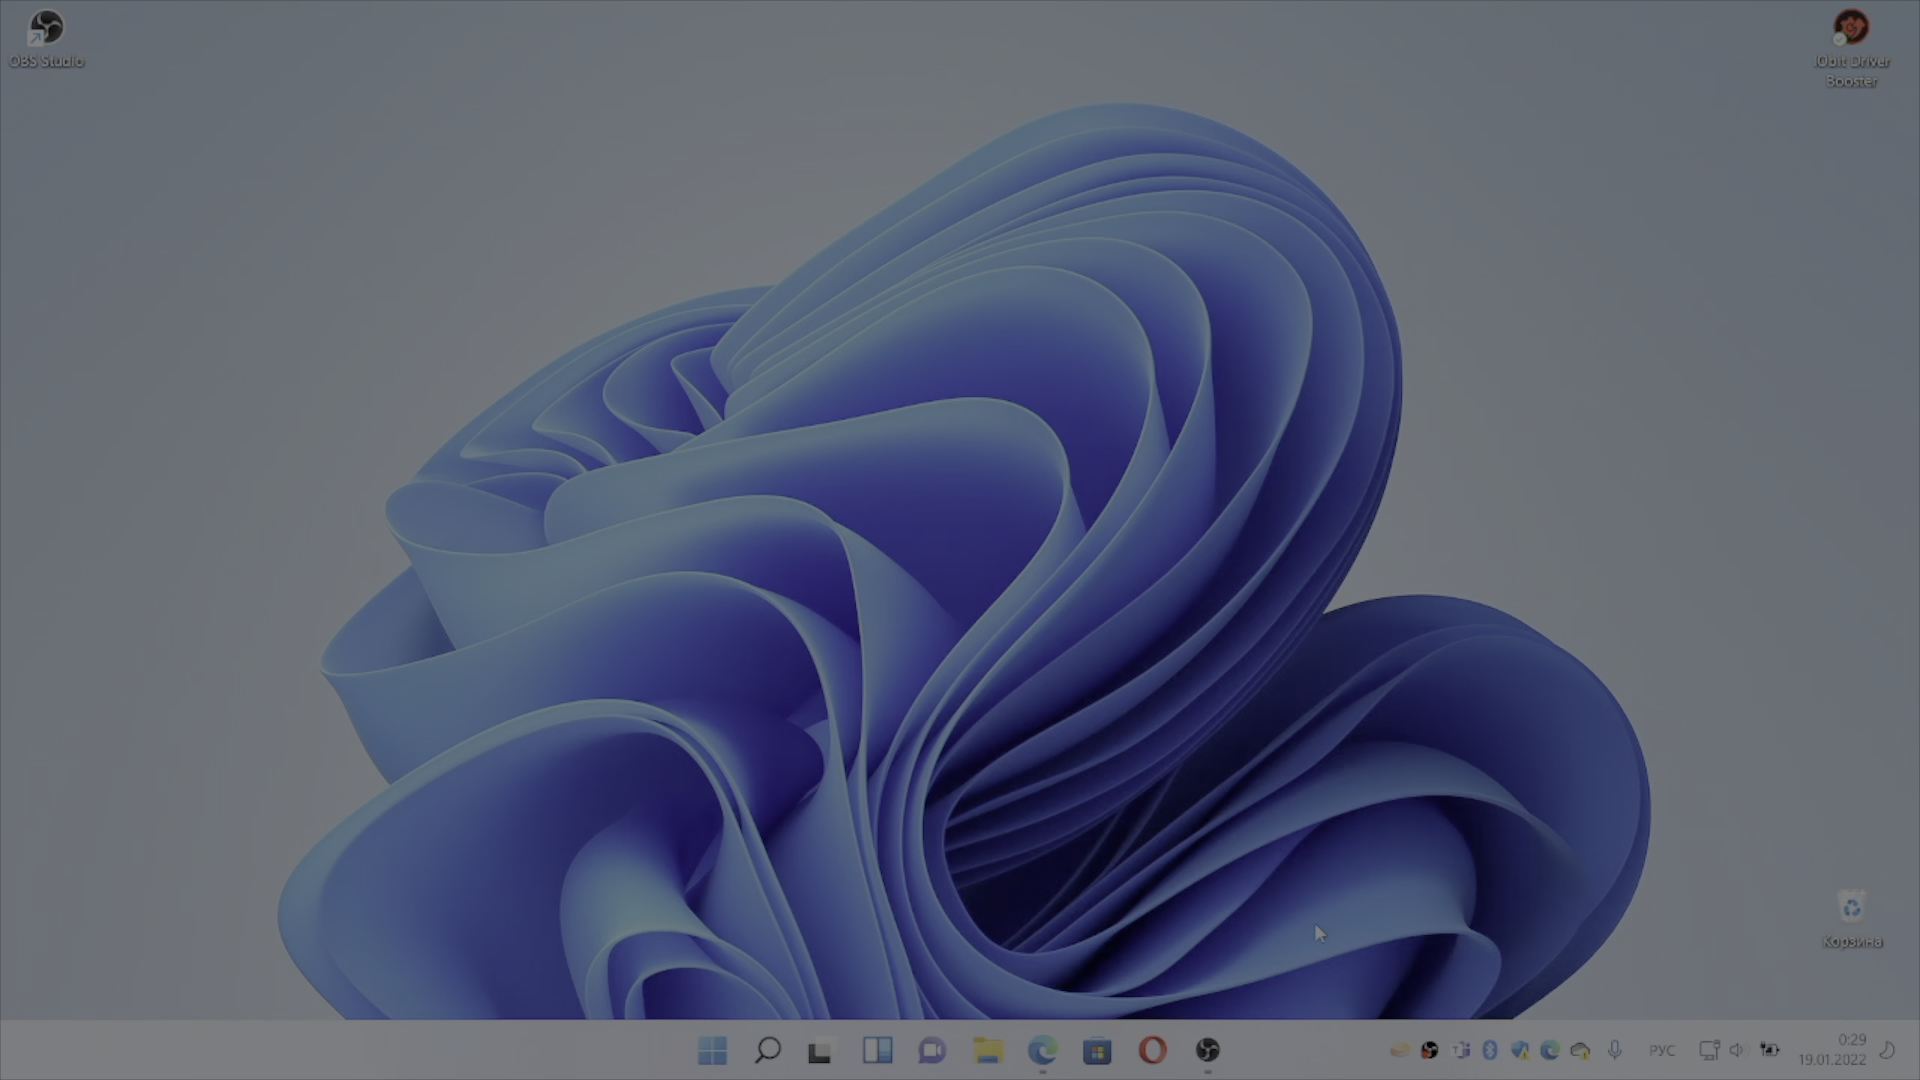 OBS Studio
IObit Driver
Booster
Корзина
РУС
0:29
19.01.2022